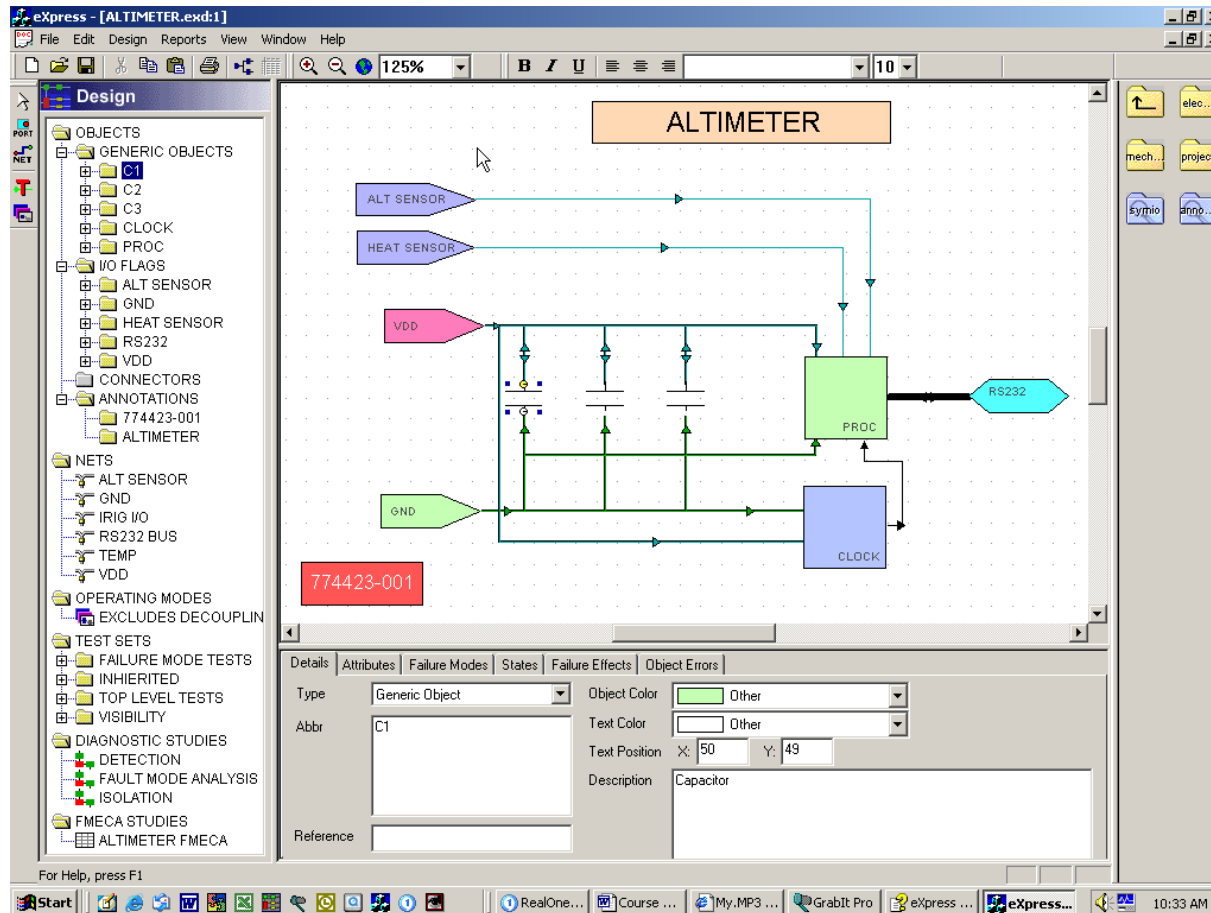 eXpress - [ALTIMETER.exd:1]
File Edit Design Reports View Window Help
125% B I U 10
Design
PORT
NET
OBJECTS
GENERIC OBJECTS
C1
C2
C3
CLOCK
PROC
I/O FLAGS
ALT SENSOR
GND
HEAT SENSOR
RS232
VDD
CONNECTORS
ANNOTATIONS
774423-001
ALTIMETER
NETS
ALT SENSOR
GND
IRIG I/O
RS232 BUS
TEMP
VDD
OPERATING MODES
EXCLUDES DECOUPLIN
TEST SETS
FAILURE MODE TESTS
INHERITED
TOP LEVEL TESTS
VISIBILITY
DIAGNOSTIC STUDIES
DETECTION
FAULT MODE ANALYSIS
ISOLATION
FMECA STUDIES
ALTIMETER FMECA
ALTIMETER
ALT SENSOR
HEAT SENSOR
VDD
RS232
PROC
GND
CLOCK
774423-001
elec...
mech... projec
symio anno...
Details Attributes Failure Modes States Failure Effects Object Errors
Type Generic Object Object Color Other
Abbr C1 Text Color Other
Text Position X: 50 Y: 49
Description Capacitor
Reference
For Help, press F1
Start RealOne... Course ... My.MP3 ... GrabIt Pro eXpress ... eXpress... 10:33 AM